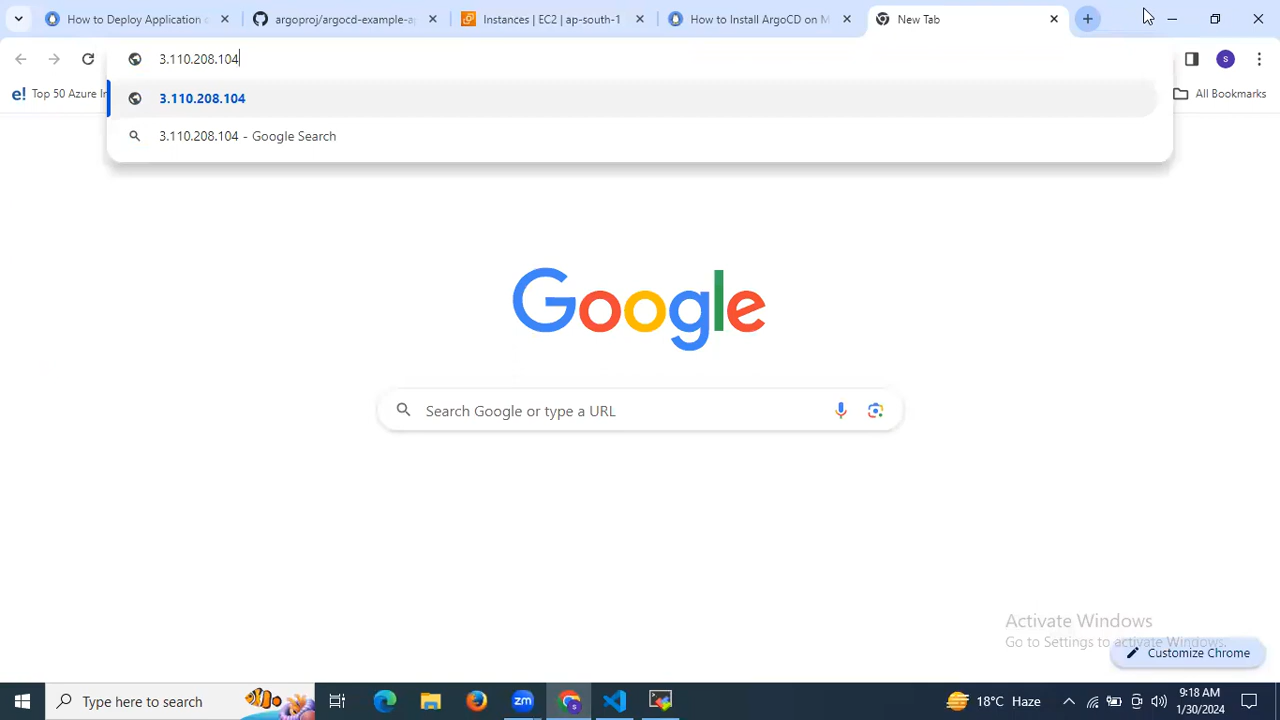 How to Deploy Application
argoproj/argocd-example-ap
Instances | EC2 | ap-south-1
How to Install ArgoCD on M
New Tab
3.110.208.104
S
e! Top 50 Azure In
All Bookmarks
3.110.208.104
3.110.208.104 - Google Search
Google
Search Google or type a URL
Activate Windows
Go to Settings to activate Windows.
Customize Chrome
Type here to search
zm
18°C Haze
9:18 AM
1/30/2024